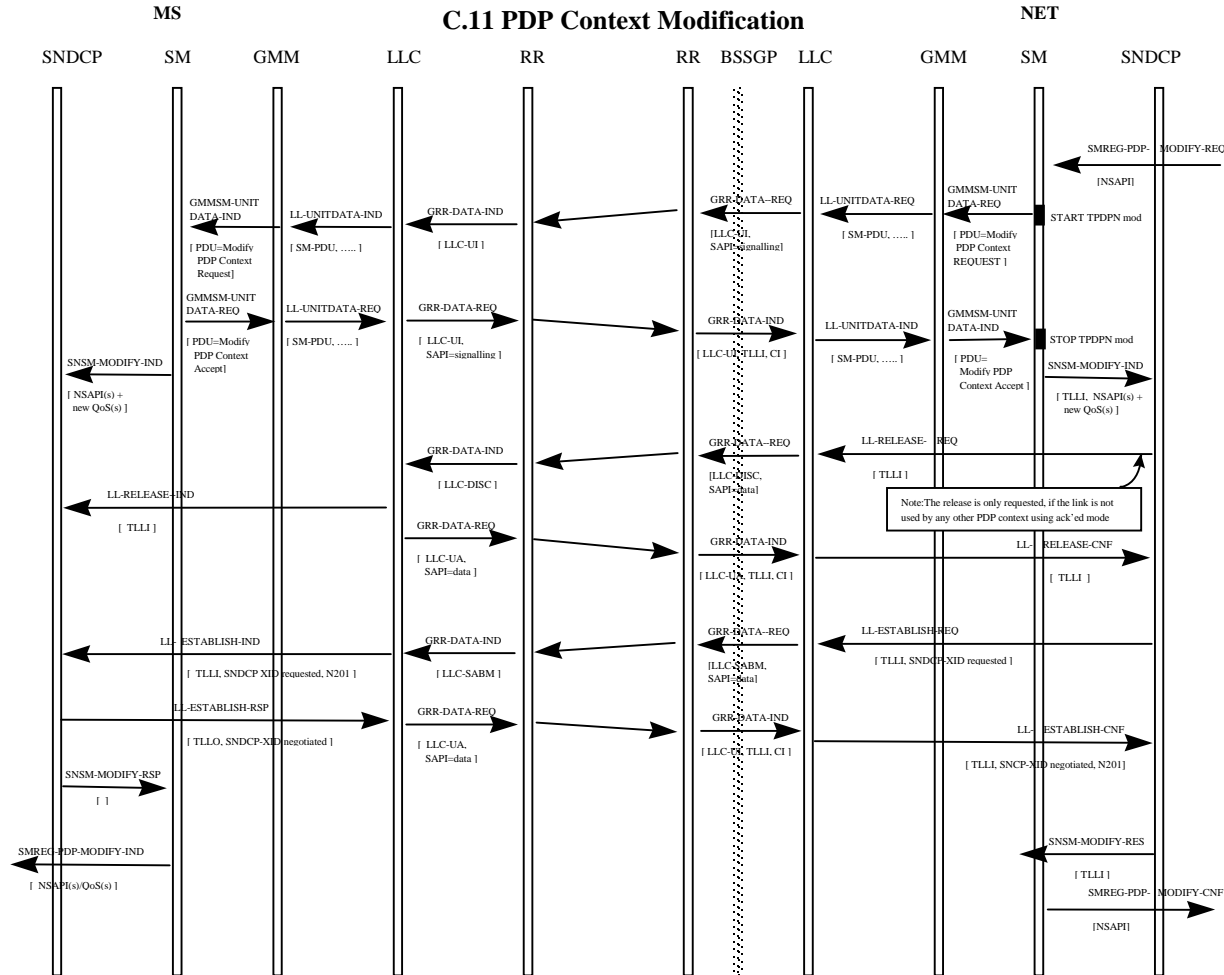 MS
C.11 PDP Context Modification
NET
SNDCP
SM
GMM
LLC
RR
RR
BSSGP
LLC
GMM
SM
SNDCP
SMREG-PDP- MODIFY-REQ
[NSAPI]
GMMSM-UNIT
DATA-IND
[ PDU=Modify
PDP Context
Request]
LL-UNITDATA-IND
[ SM-PDU, ….. ]
GRR-DATA-IND
[ LLC-UI ]
GRR-DATA--REQ
[LLC-UI,
SAPI=signalling]
LL-UNITDATA-REQ
[ SM-PDU, ….. ]
GMMSM-UNIT
DATA-REQ
[ PDU=Modify
PDP Context
REQUEST ]
START TPDPN mod
GMMSM-UNIT
DATA-REQ
[PDU=Modify
PDP Context
Accept]
LL-UNITDATA-REQ
[ SM-PDU, ….. ]
GRR-DATA-REQ
[ LLC-UI,
SAPI=signalling ]
GRR-DATA-IND
[ LLC-UI, TLLI, CI ]
LL-UNITDATA-IND
[ SM-PDU, ….. ]
GMMSM-UNIT
DATA-IND
[ PDU=
Modify PDP
Context Accept ]
STOP TPDPN mod
SNSM-MODIFY-IND
[ NSAPI(s) +
new QoS(s) ]
SNSM-MODIFY-IND
[ TLLI, NSAPI(s) +
new QoS(s) ]
GRR-DATA-IND
[ LLC-DISC ]
GRR-DATA--REQ
[LLC-DISC,
SAPI=data]
LL-RELEASE- REQ
[ TLLI ]
Note:The release is only requested, if the link is not
used by any other PDP context using ack'ed mode
LL-RELEASE--IND
[ TLLI ]
GRR-DATA-REQ
[ LLC-UA,
SAPI=data ]
GRR-DATA-IND
[ LLC-UA, TLLI, CI ]
LL- RELEASE-CNF
[ TLLI ]
LL- ESTABLISH-IND
[ TLLI, SNDCP XID requested, N201 ]
GRR-DATA-IND
[ LLC-SABM ]
GRR-DATA--REQ
[LLC-SABM,
SAPI=data]
LL-ESTABLISH-REQ
[ TLLI, SNDCP-XID requested ]
LL-ESTABLISH-RSP
[ TLLO, SNDCP-XID negotiated ]
GRR-DATA-REQ
[ LLC-UA,
SAPI=data ]
GRR-DATA-IND
[ LLC-UI, TLLI, CI ]
LL- ESTABLISH-CNF
[ TLLI, SNCP-XID negotiated, N201]
SNSM-MODIFY-RSP
[ ]
SMREG-PDP-MODIFY-IND
[ NSAPI(s)/QoS(s) ]
SNSM-MODIFY-RES
[ TLLI ]
SMREG-PDP- MODIFY-CNF
[NSAPI]